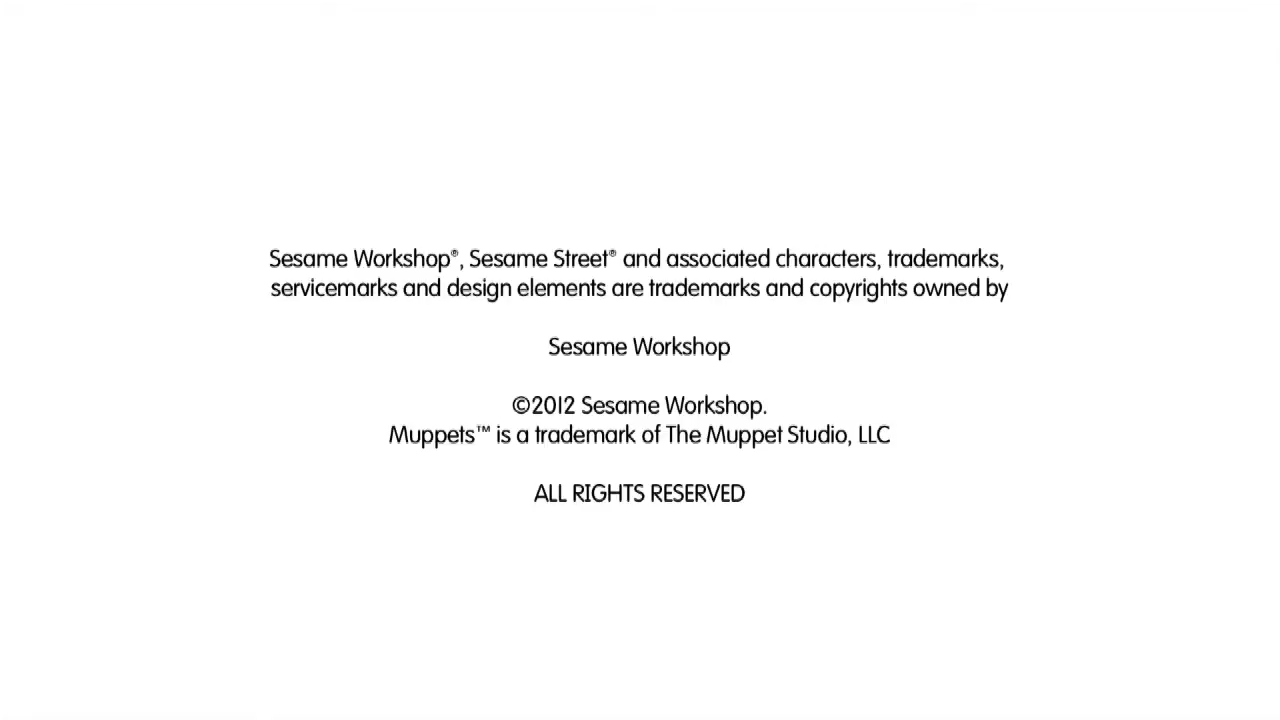 Sesame Workshop®, Sesame Street® and associated characters, trademarks,
servicemarks and design elements are trademarks and copyrights owned by
Sesame Workshop
©2012 Sesame Workshop.
Muppets™ is a trademark of The Muppet Studio, LLC
ALL RIGHTS RESERVED